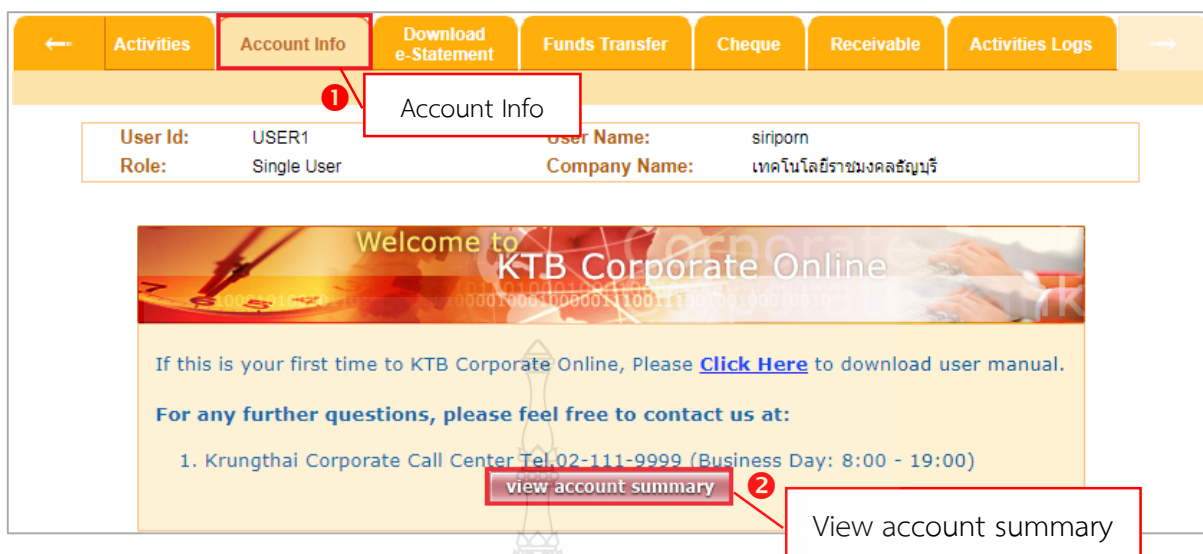 ← Activities Account Info Download e-Statement Funds Transfer Cheque Receivable Activities Logs →
❶ Account Info
User Id: USER1 User Name: siriporn
Role: Single User Company Name: เทคโนโลยีราชมงคลธัญบุรี
Welcome to
KTB Corporate Online
If this is your first time to KTB Corporate Online, Please Click Here to download user manual.
For any further questions, please feel free to contact us at:
1. Krungthai Corporate Call Center Tel.02-111-9999 (Business Day: 8:00 - 19:00)
view account summary ❷
View account summary